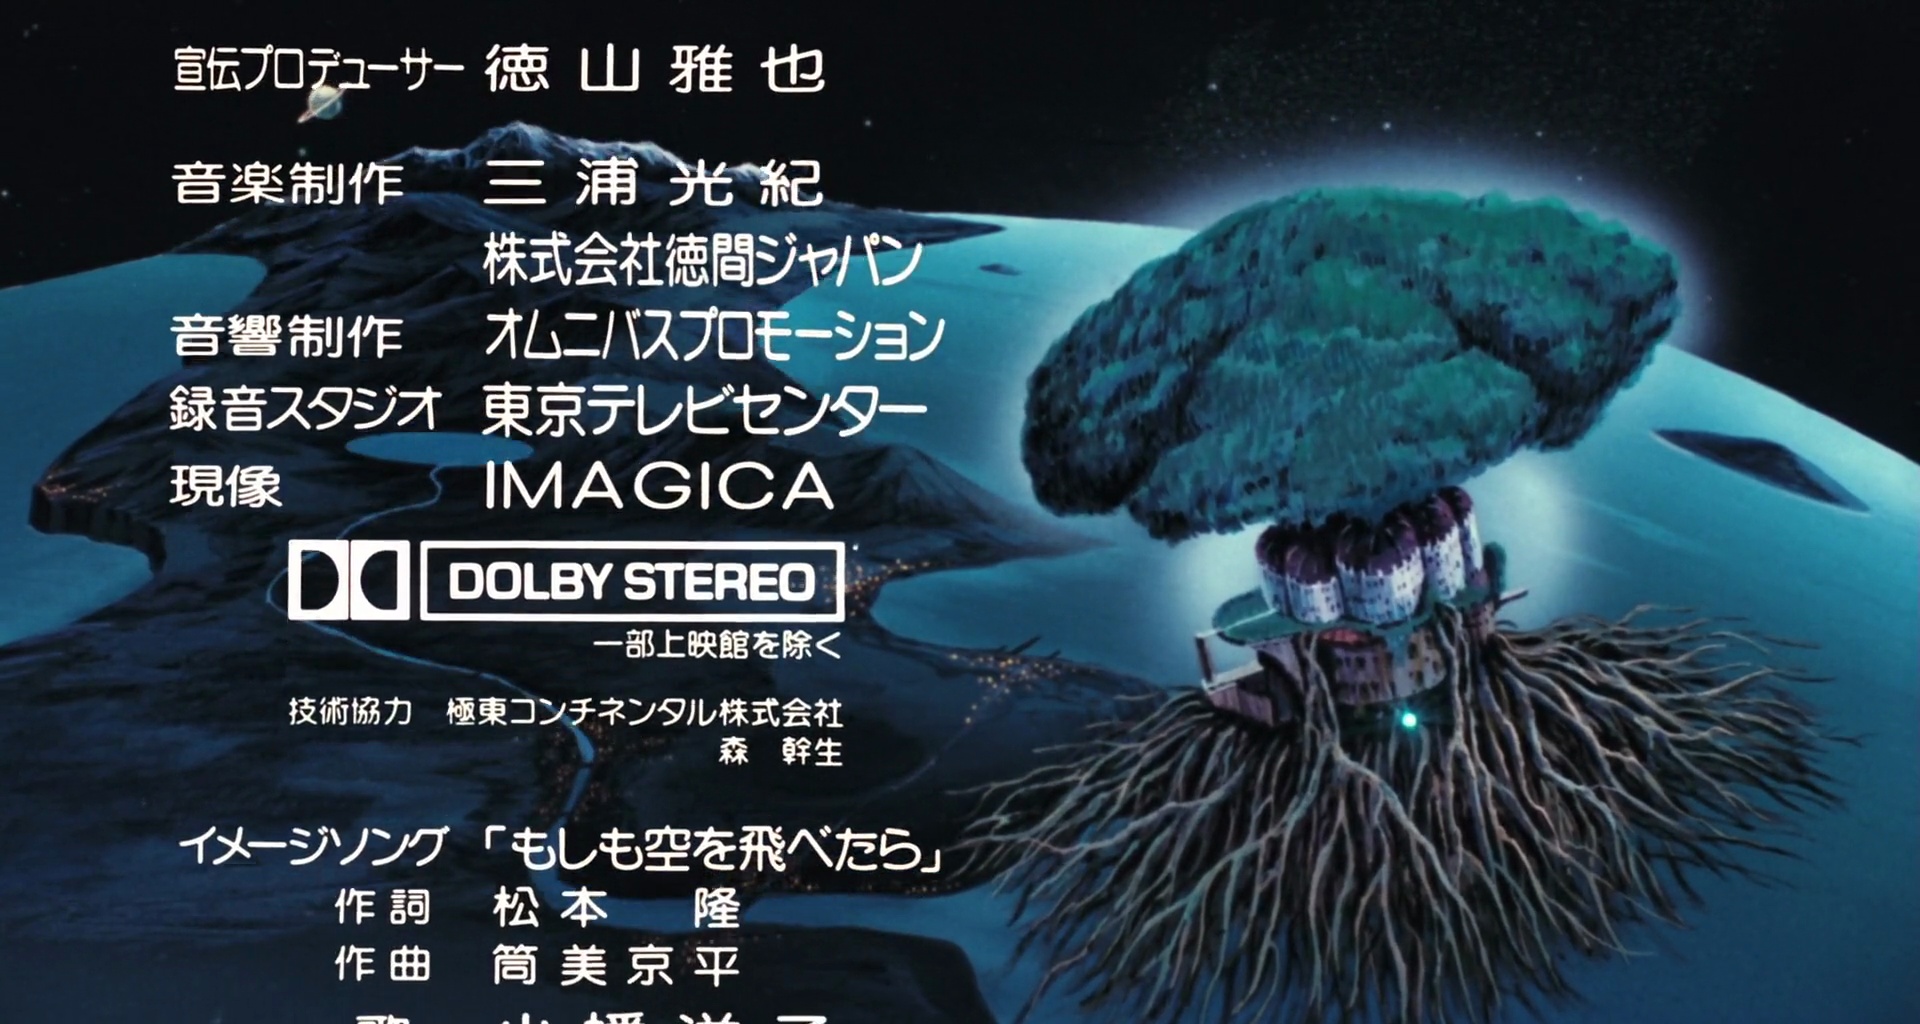 宣伝プロデューサー 徳山雅也
音楽制作 三浦光紀
株式会社徳間ジャパン
音響制作 オムニバスプロモーション
録音スタジオ 東京テレビセンター
現像 IMAGICA
DOLBY STEREO
一部上映館を除く
技術協力 極東コンチネンタル株式会社
森 幹生
イメージソング 「もしも空を飛べたら」
作詞 松本 隆
作曲 筒美京平